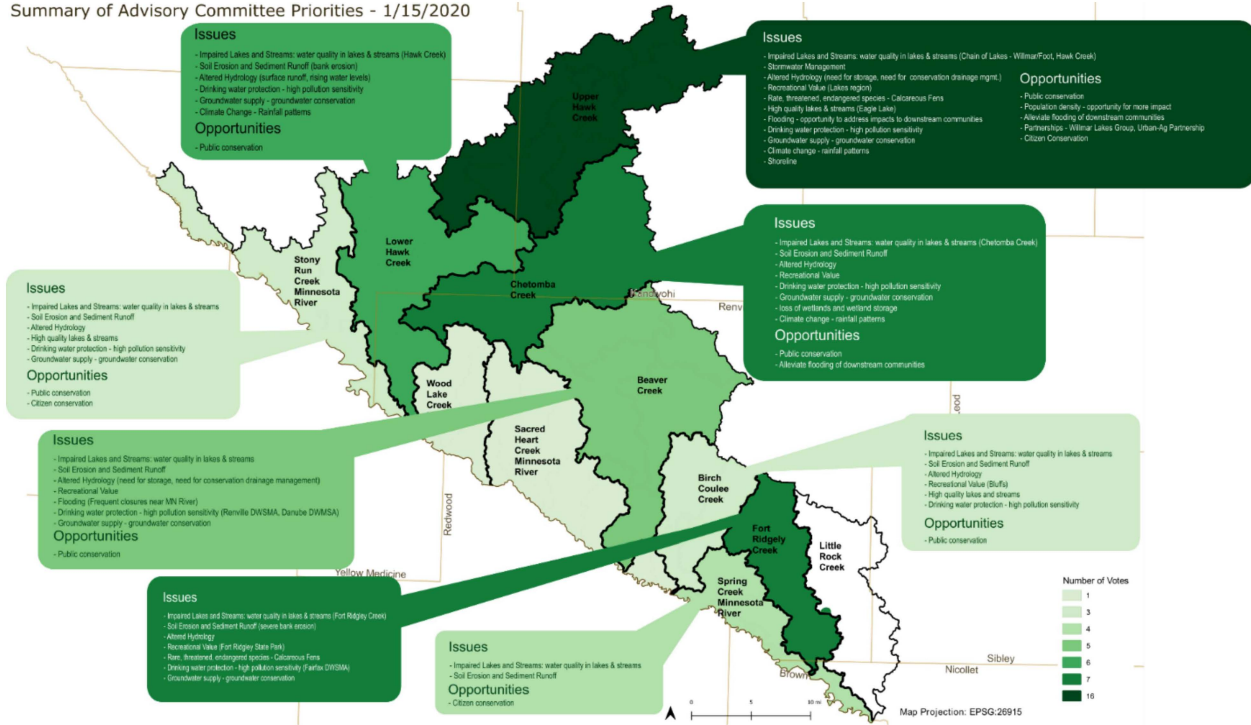 Summary of Advisory Committee Priorities - 1/15/2020
Issues
- Impaired Lakes and Streams: water quality in lakes & streams (Hawk Creek)
- Soil Erosion and Sediment Runoff (bank erosion)
- Altered Hydrology (surface runoff, rising water levels)
- Drinking water protection - high pollution sensitivity
- Groundwater supply - groundwater conservation
- Climate Change - Rainfall patterns
Opportunities
- Public conservation
Issues
- Impaired Lakes and Streams: water quality in lakes & streams (Chain of Lakes - Willmar/Foot, Hawk Creek)
- Stormwater Management
- Altered Hydrology (need for storage, need for conservation drainage mgmt.)
- Recreational Value (Lakes region)
- Rare, threatened, endangered species - Calcareous Fens
- High quality lakes & streams (Eagle Lake)
- Flooding - opportunity to address impacts to downstream communities
- Drinking water protection - high pollution sensitivity
- Groundwater supply - groundwater conservation
- Climate change - rainfall patterns
- Shoreline
Opportunities
- Public conservation
- Population density - opportunity for more impact
- Alleviate flooding of downstream communities
- Partnerships - Willmar Lakes Group, Urban-Ag Partnership
- Citizen Conservation
Upper
Hawk
Creek
Issues
- Impaired Lakes and Streams: water quality in lakes & streams (Chetomba Creek)
- Soil Erosion and Sediment Runoff
- Altered Hydrology
- Recreational Value
- Drinking water protection - high pollution sensitivity
- Groundwater supply - groundwater conservation
- loss of wetlands and wetland storage
- Climate change - rainfall patterns
Opportunities
- Public conservation
- Alleviate flooding of downstream communities
Lower
Hawk
Creek
Stony
Run
Creek
Minnesota
River
Chetomba
Creek
Kandiyohi
Renvi
Issues
- Impaired Lakes and Streams: water quality in lakes & streams
- Soil Erosion and Sediment Runoff
- Altered Hydrology
- High quality lakes & streams
- Drinking water protection - high pollution sensitivity
- Groundwater supply - groundwater conservation
Opportunities
- Public conservation
- Citizen conservation
Wood
Lake
Creek
Beaver
Creek
Sacred
Heart
Creek
Minnesota
River
Issues
- Impaired Lakes and Streams: water quality in lakes & streams
- Soil Erosion and Sediment Runoff
- Altered Hydrology (need for storage, need for conservation drainage management)
- Recreational Value
- Flooding (Frequent closures near MN River)
- Drinking water protection - high pollution sensitivity (Renville DWSMA, Danube DWMSA)
- Groundwater supply - groundwater conservation
Opportunities
- Public conservation
Redwood
Yellow Medicine
Issues
- Impaired Lakes and Streams: water quality in lakes & streams
- Soil Erosion and Sediment Runoff
- Altered Hydrology
- Recreational Value (Bluffs)
- High quality lakes and streams
- Drinking water protection - high pollution sensitivity
Opportunities
- Public conservation
Birch
Coulee
Creek
Fort
Ridgely
Creek
Little
Rock
Creek
Spring
Creek
Minnesota
River
Issues
- Impaired Lakes and Streams: water quality in lakes & streams (Fort Ridgley Creek)
- Soil Erosion and Sediment Runoff (severe bank erosion)
- Altered Hydrology
- Recreational Value (Fort Ridgley State Park)
- Rare, threatened, endangered species - Calcareous Fens
- Drinking water protection - high pollution sensitivity (Fairfax DWSMA)
- Groundwater supply - groundwater conservation
Issues
- Impaired Lakes and Streams: water quality in lakes & streams
- Soil Erosion and Sediment Runoff
Opportunities
- Citizen conservation
Brown
Sibley
Nicollet
Number of Votes
1
3
4
5
6
7
16
0 5 10 mi
Map Projection: EPSG:26915